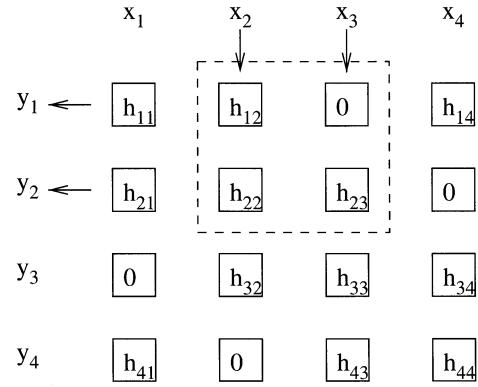 x₁ x₂ x₃ x₄
y₁ h₁₁ h₁₂ 0 h₁₄
y₂ h₂₁ h₂₂ h₂₃ 0
y₃ 0 h₃₂ h₃₃ h₃₄
y₄ h₄₁ 0 h₄₃ h₄₄